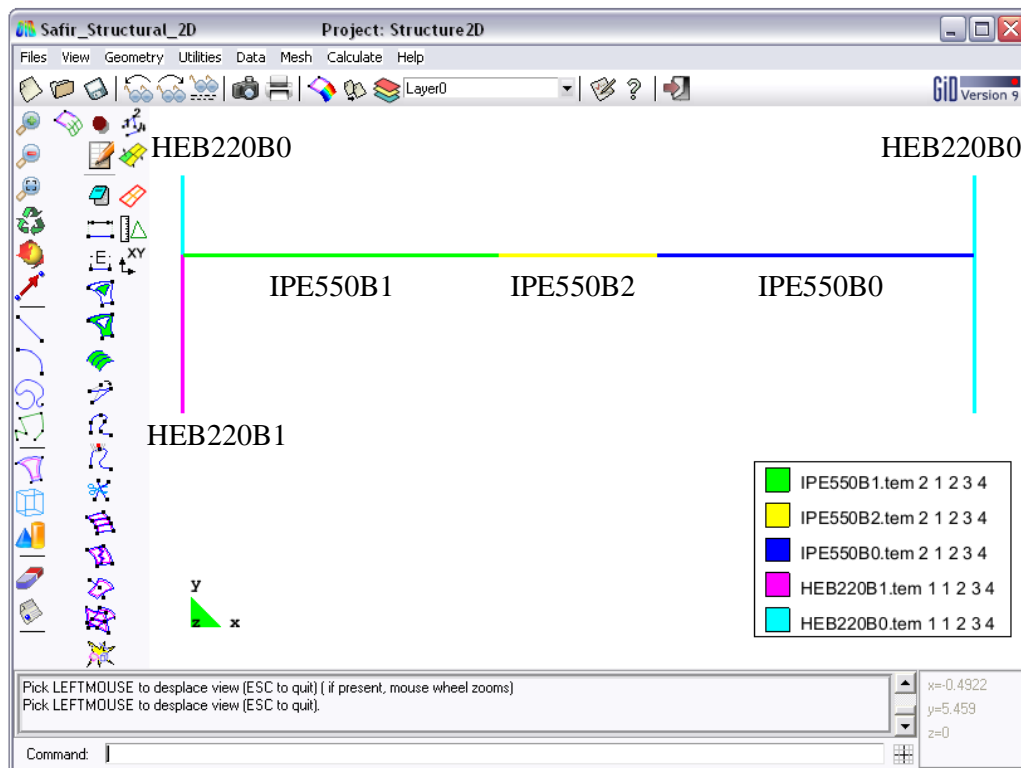 Safir_Structural_2D Project: Structure2D
Files View Geometry Utilities Data Mesh Calculate Help
Layer0
GiD Version 9
HEB220B0 HEB220B0
E XY
IPE550B1 IPE550B2 IPE550B0
HEB220B1
IPE550B1.tem 2 1 2 3 4
IPE550B2.tem 2 1 2 3 4
IPE550B0.tem 2 1 2 3 4
HEB220B1.tem 1 1 2 3 4
HEB220B0.tem 1 1 2 3 4
y
z x
Pick LEFTMOUSE to desplace view (ESC to quit) ( if present, mouse wheel zooms)
Pick LEFTMOUSE to desplace view (ESC to quit).
x=-0.4922
y=5.459
z=0
Command: